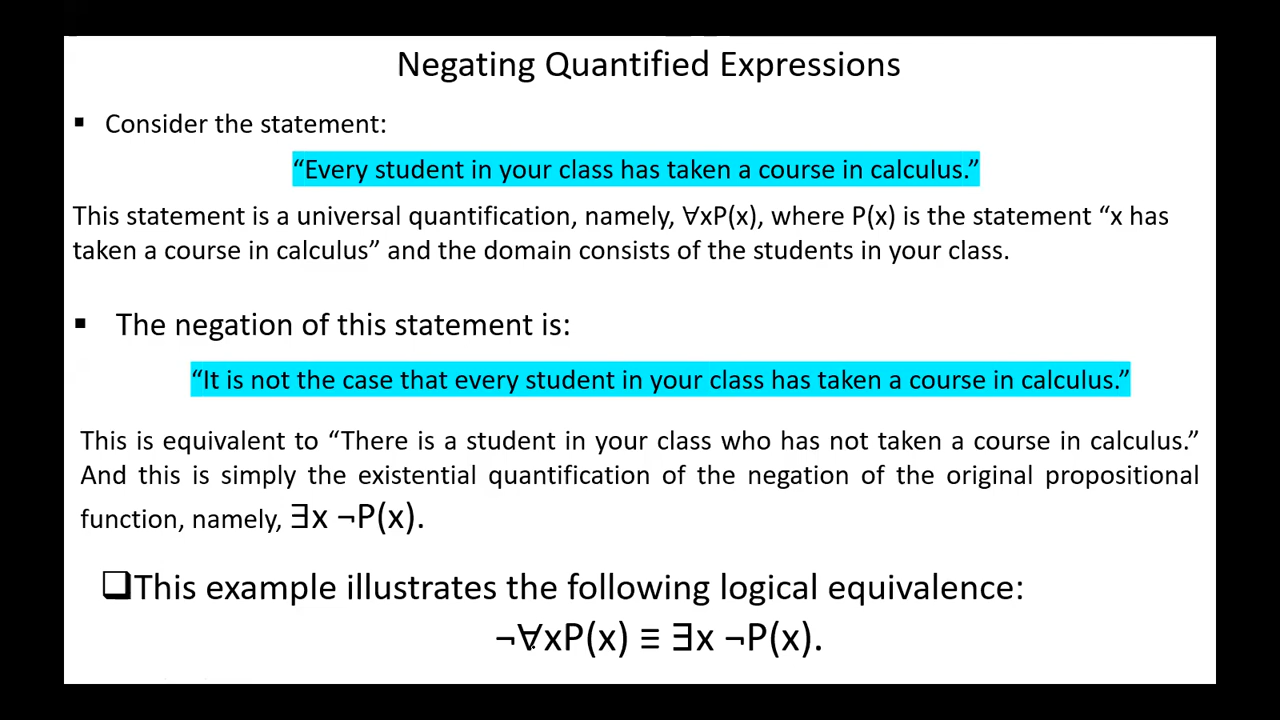 Negating Quantified Expressions
▪ Consider the statement:
“Every student in your class has taken a course in calculus.”
This statement is a universal quantification, namely, ∀xP(x), where P(x) is the statement “x has
taken a course in calculus” and the domain consists of the students in your class.
▪ The negation of this statement is:
“It is not the case that every student in your class has taken a course in calculus.”
This is equivalent to “There is a student in your class who has not taken a course in calculus.”
And this is simply the existential quantification of the negation of the original propositional
function, namely, ∃x ¬P(x).
❑This example illustrates the following logical equivalence:
¬∀xP(x) ≡ ∃x ¬P(x).